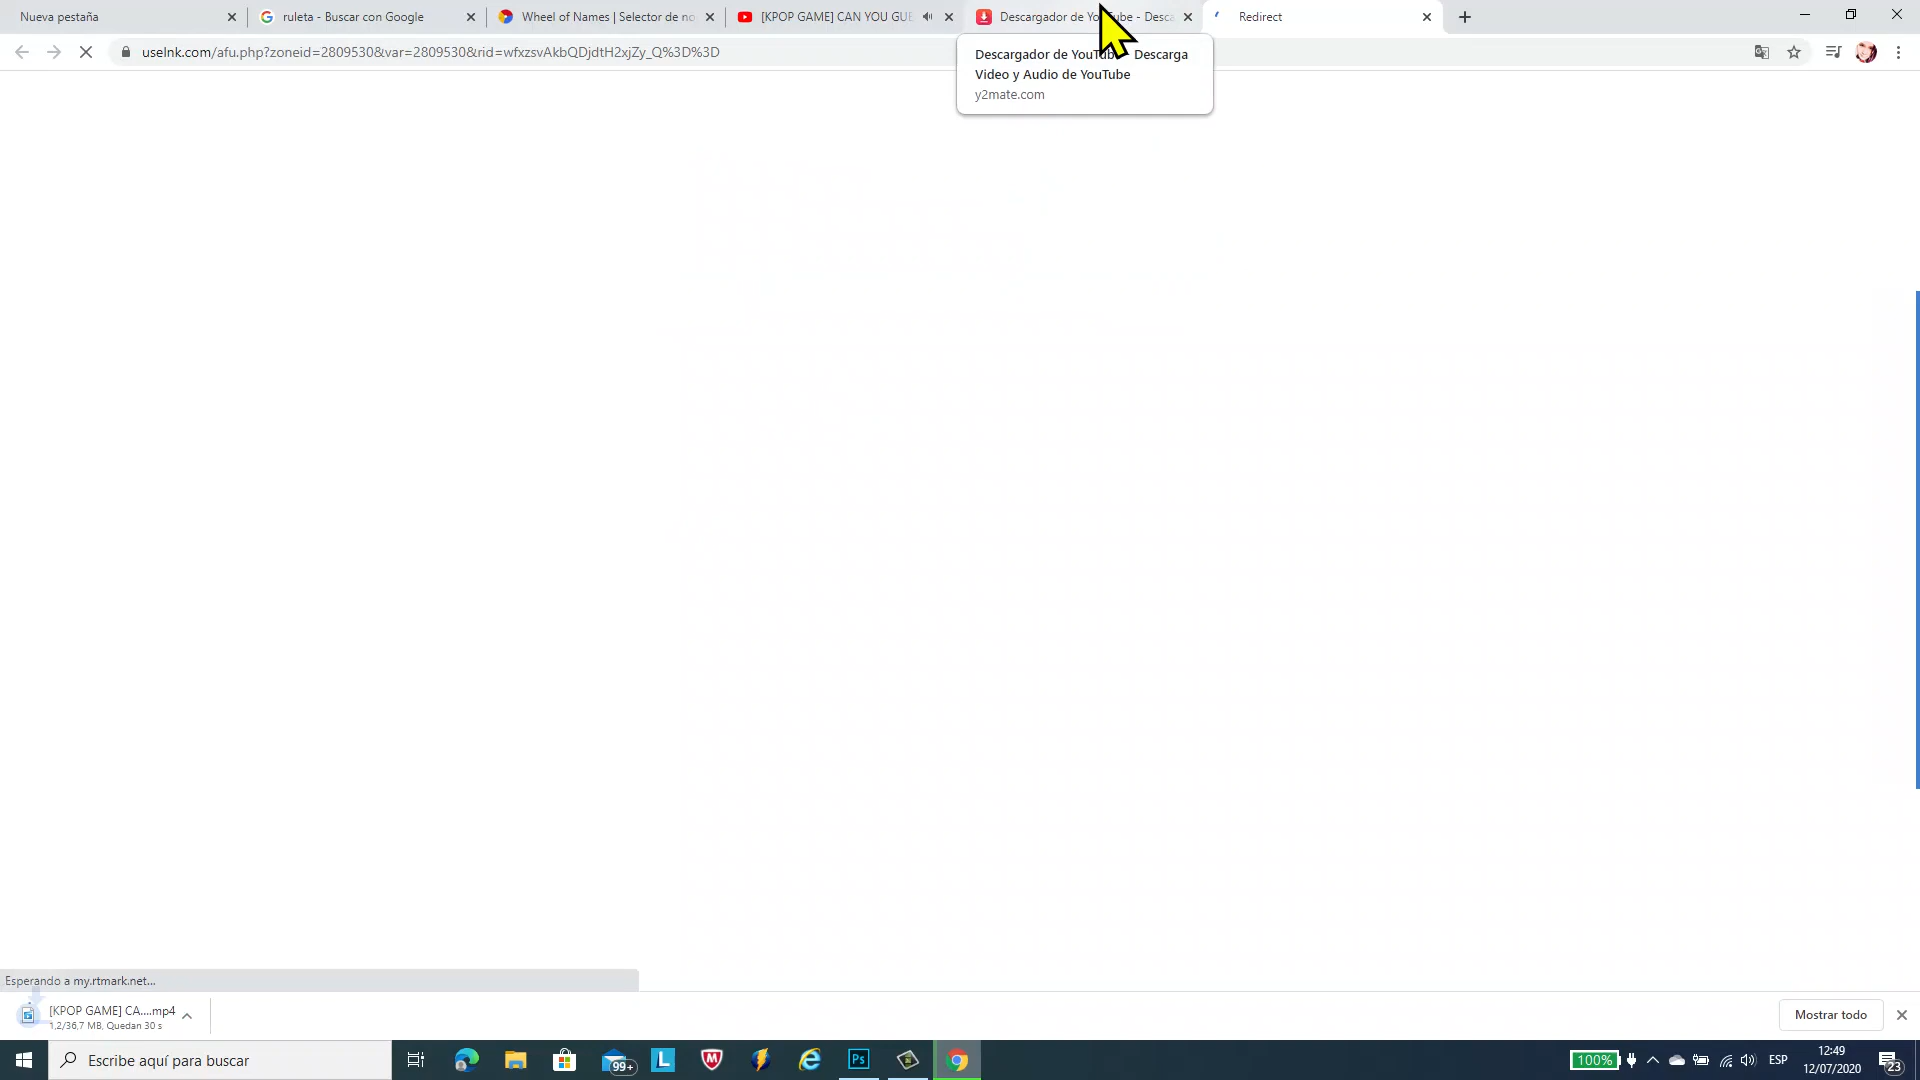 Nueva pestaña
ruleta - Buscar con Google
Wheel of Names | Selector de no
[KPOP GAME] CAN YOU GUE
Descargador de YouTube - Desca
Redirect
uselnk.com/afu.php?zoneid=2809530&var=2809530&rid=wfxzsvAkbQDjdtH2xjZy_Q%3D%3D
Descargador de YouTube - Descarga
Video y Audio de YouTube
y2mate.com
Esperando a my.rtmark.net...
[KPOP GAME] CA....mp4
1,2/36,7 MB, Quedan 30 s
Mostrar todo
Escribe aquí para buscar
99+
L
Ps
100%
ESP
12:49
12/07/2020
23